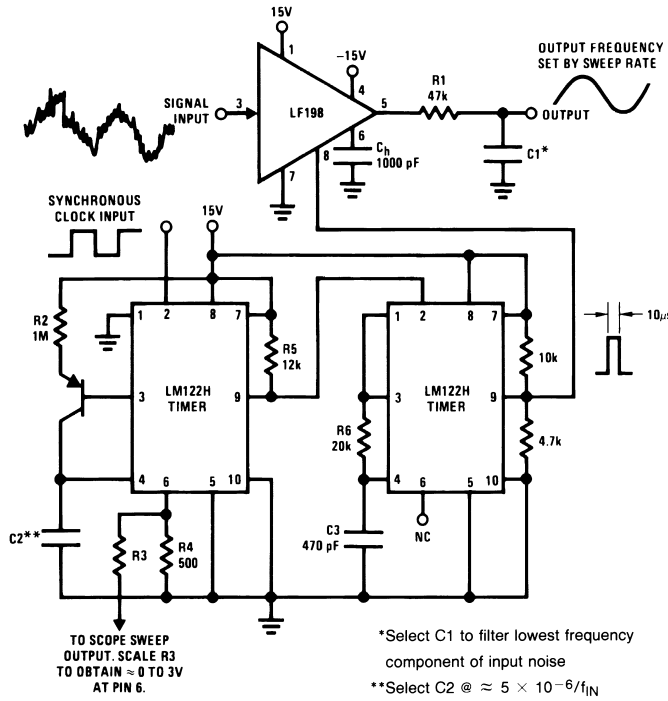 15V
1
-15V
4
OUTPUT FREQUENCY
SET BY SWEEP RATE
SIGNAL
INPUT
3
LF198
5
R1
47k
OUTPUT
6
8
Ch
1000 pF
7
C1*
SYNCHRONOUS
CLOCK INPUT
15V
R2
1M
1
2
8
7
R5
12k
LM122H
TIMER
3
9
4
6
5
10
C2**
R3
R4
500
TO SCOPE SWEEP
OUTPUT. SCALE R3
TO OBTAIN ≈ 0 TO 3V
AT PIN 6.
1
2
8
7
10k
LM122H
TIMER
3
9
R6
20k
4.7k
4
6
5
10
C3
470 pF
NC
10μs
*Select C1 to filter lowest frequency
component of input noise
**Select C2 @ ≈ 5 × 10⁻⁶/fIN